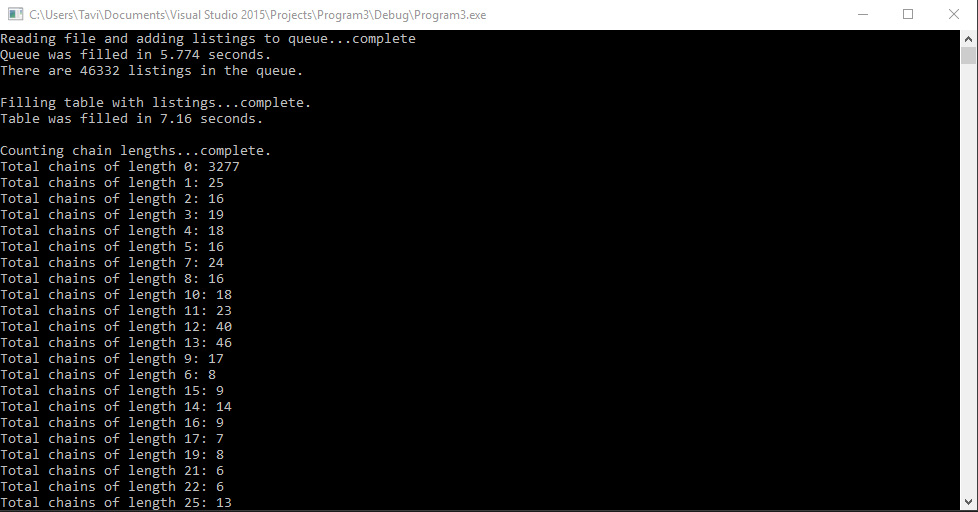 C:\Users\Tavi\Documents\Visual Studio 2015\Projects\Program3\Debug\Program3.exe
Reading file and adding listings to queue...complete
Queue was filled in 5.774 seconds.
There are 46332 listings in the queue.
Filling table with listings...complete.
Table was filled in 7.16 seconds.
Counting chain lengths...complete.
Total chains of length 0: 3277
Total chains of length 1: 25
Total chains of length 2: 16
Total chains of length 3: 19
Total chains of length 4: 18
Total chains of length 5: 16
Total chains of length 7: 24
Total chains of length 8: 16
Total chains of length 10: 18
Total chains of length 11: 23
Total chains of length 12: 40
Total chains of length 13: 46
Total chains of length 9: 17
Total chains of length 6: 8
Total chains of length 15: 9
Total chains of length 14: 14
Total chains of length 16: 9
Total chains of length 17: 7
Total chains of length 19: 8
Total chains of length 21: 6
Total chains of length 22: 6
Total chains of length 25: 13